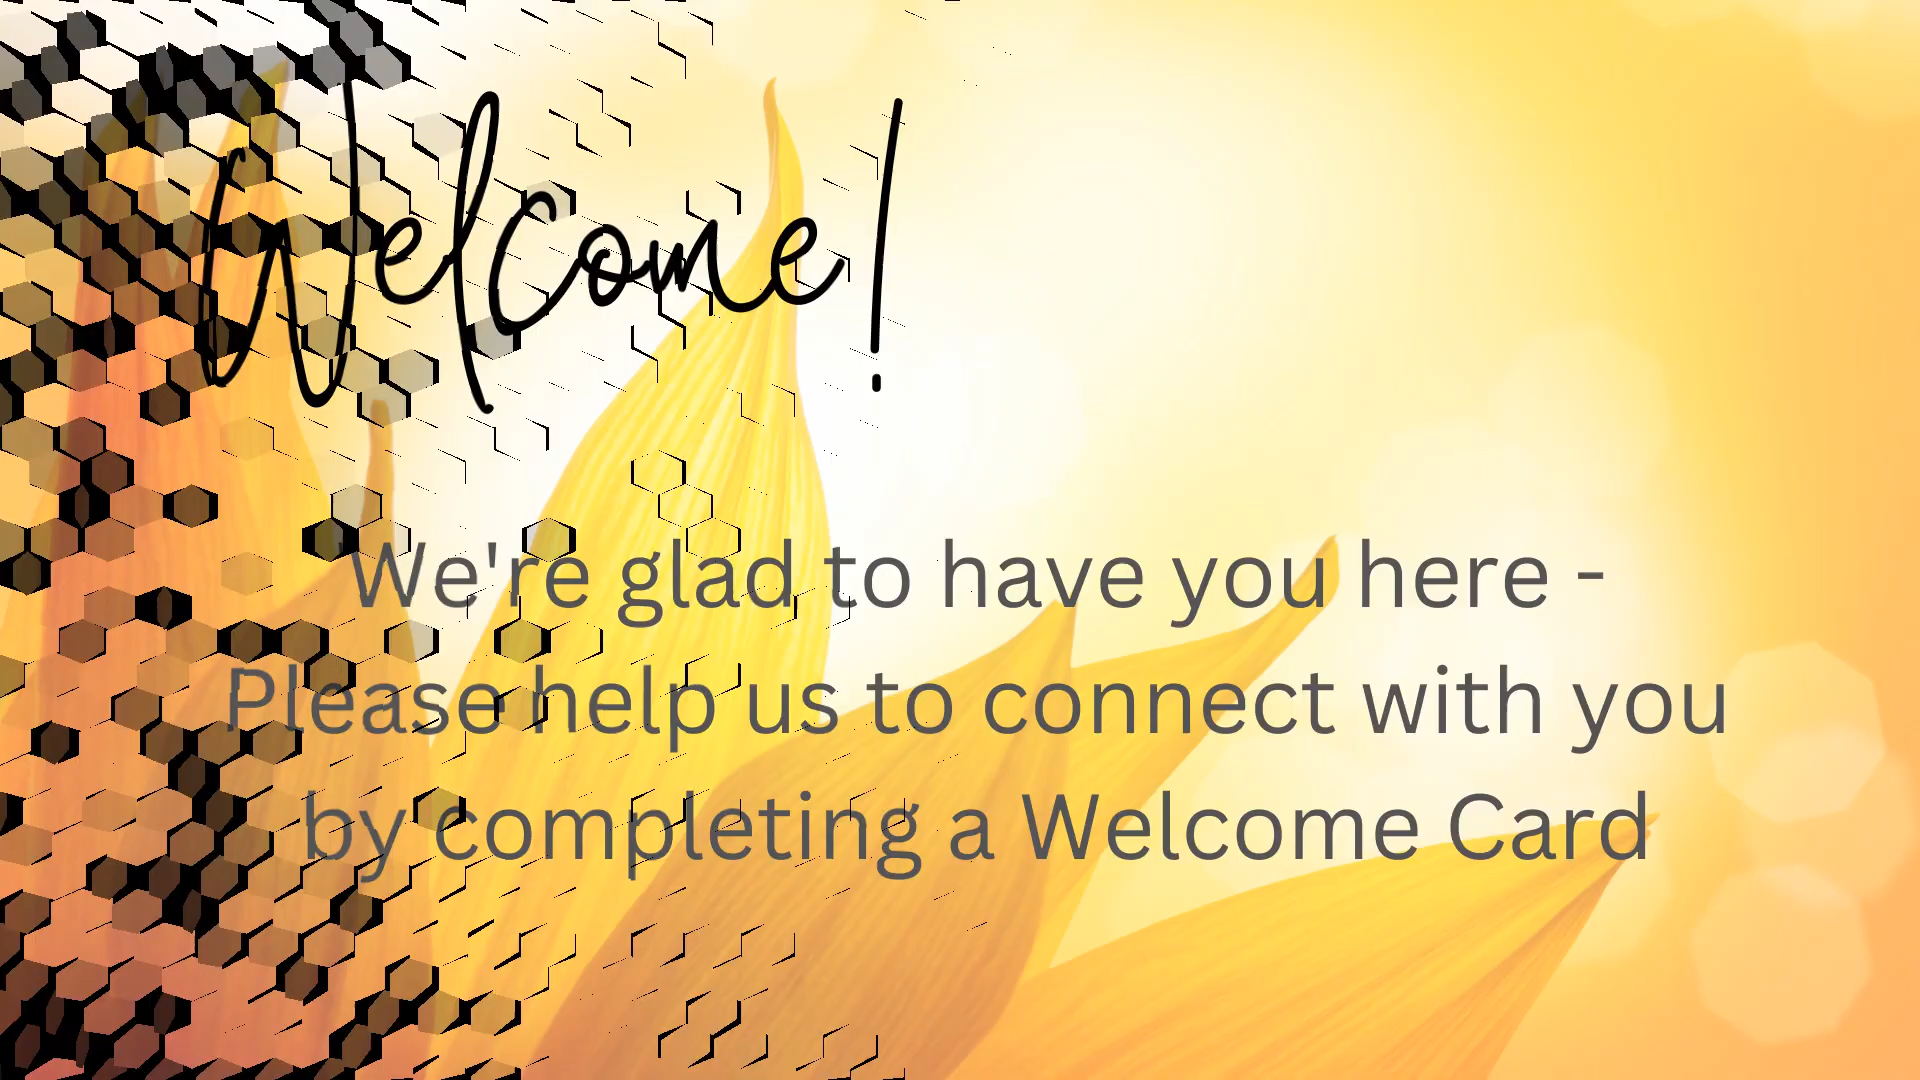 Welcome!
We're glad to have you here -
Please help us to connect with you
by completing a Welcome Card